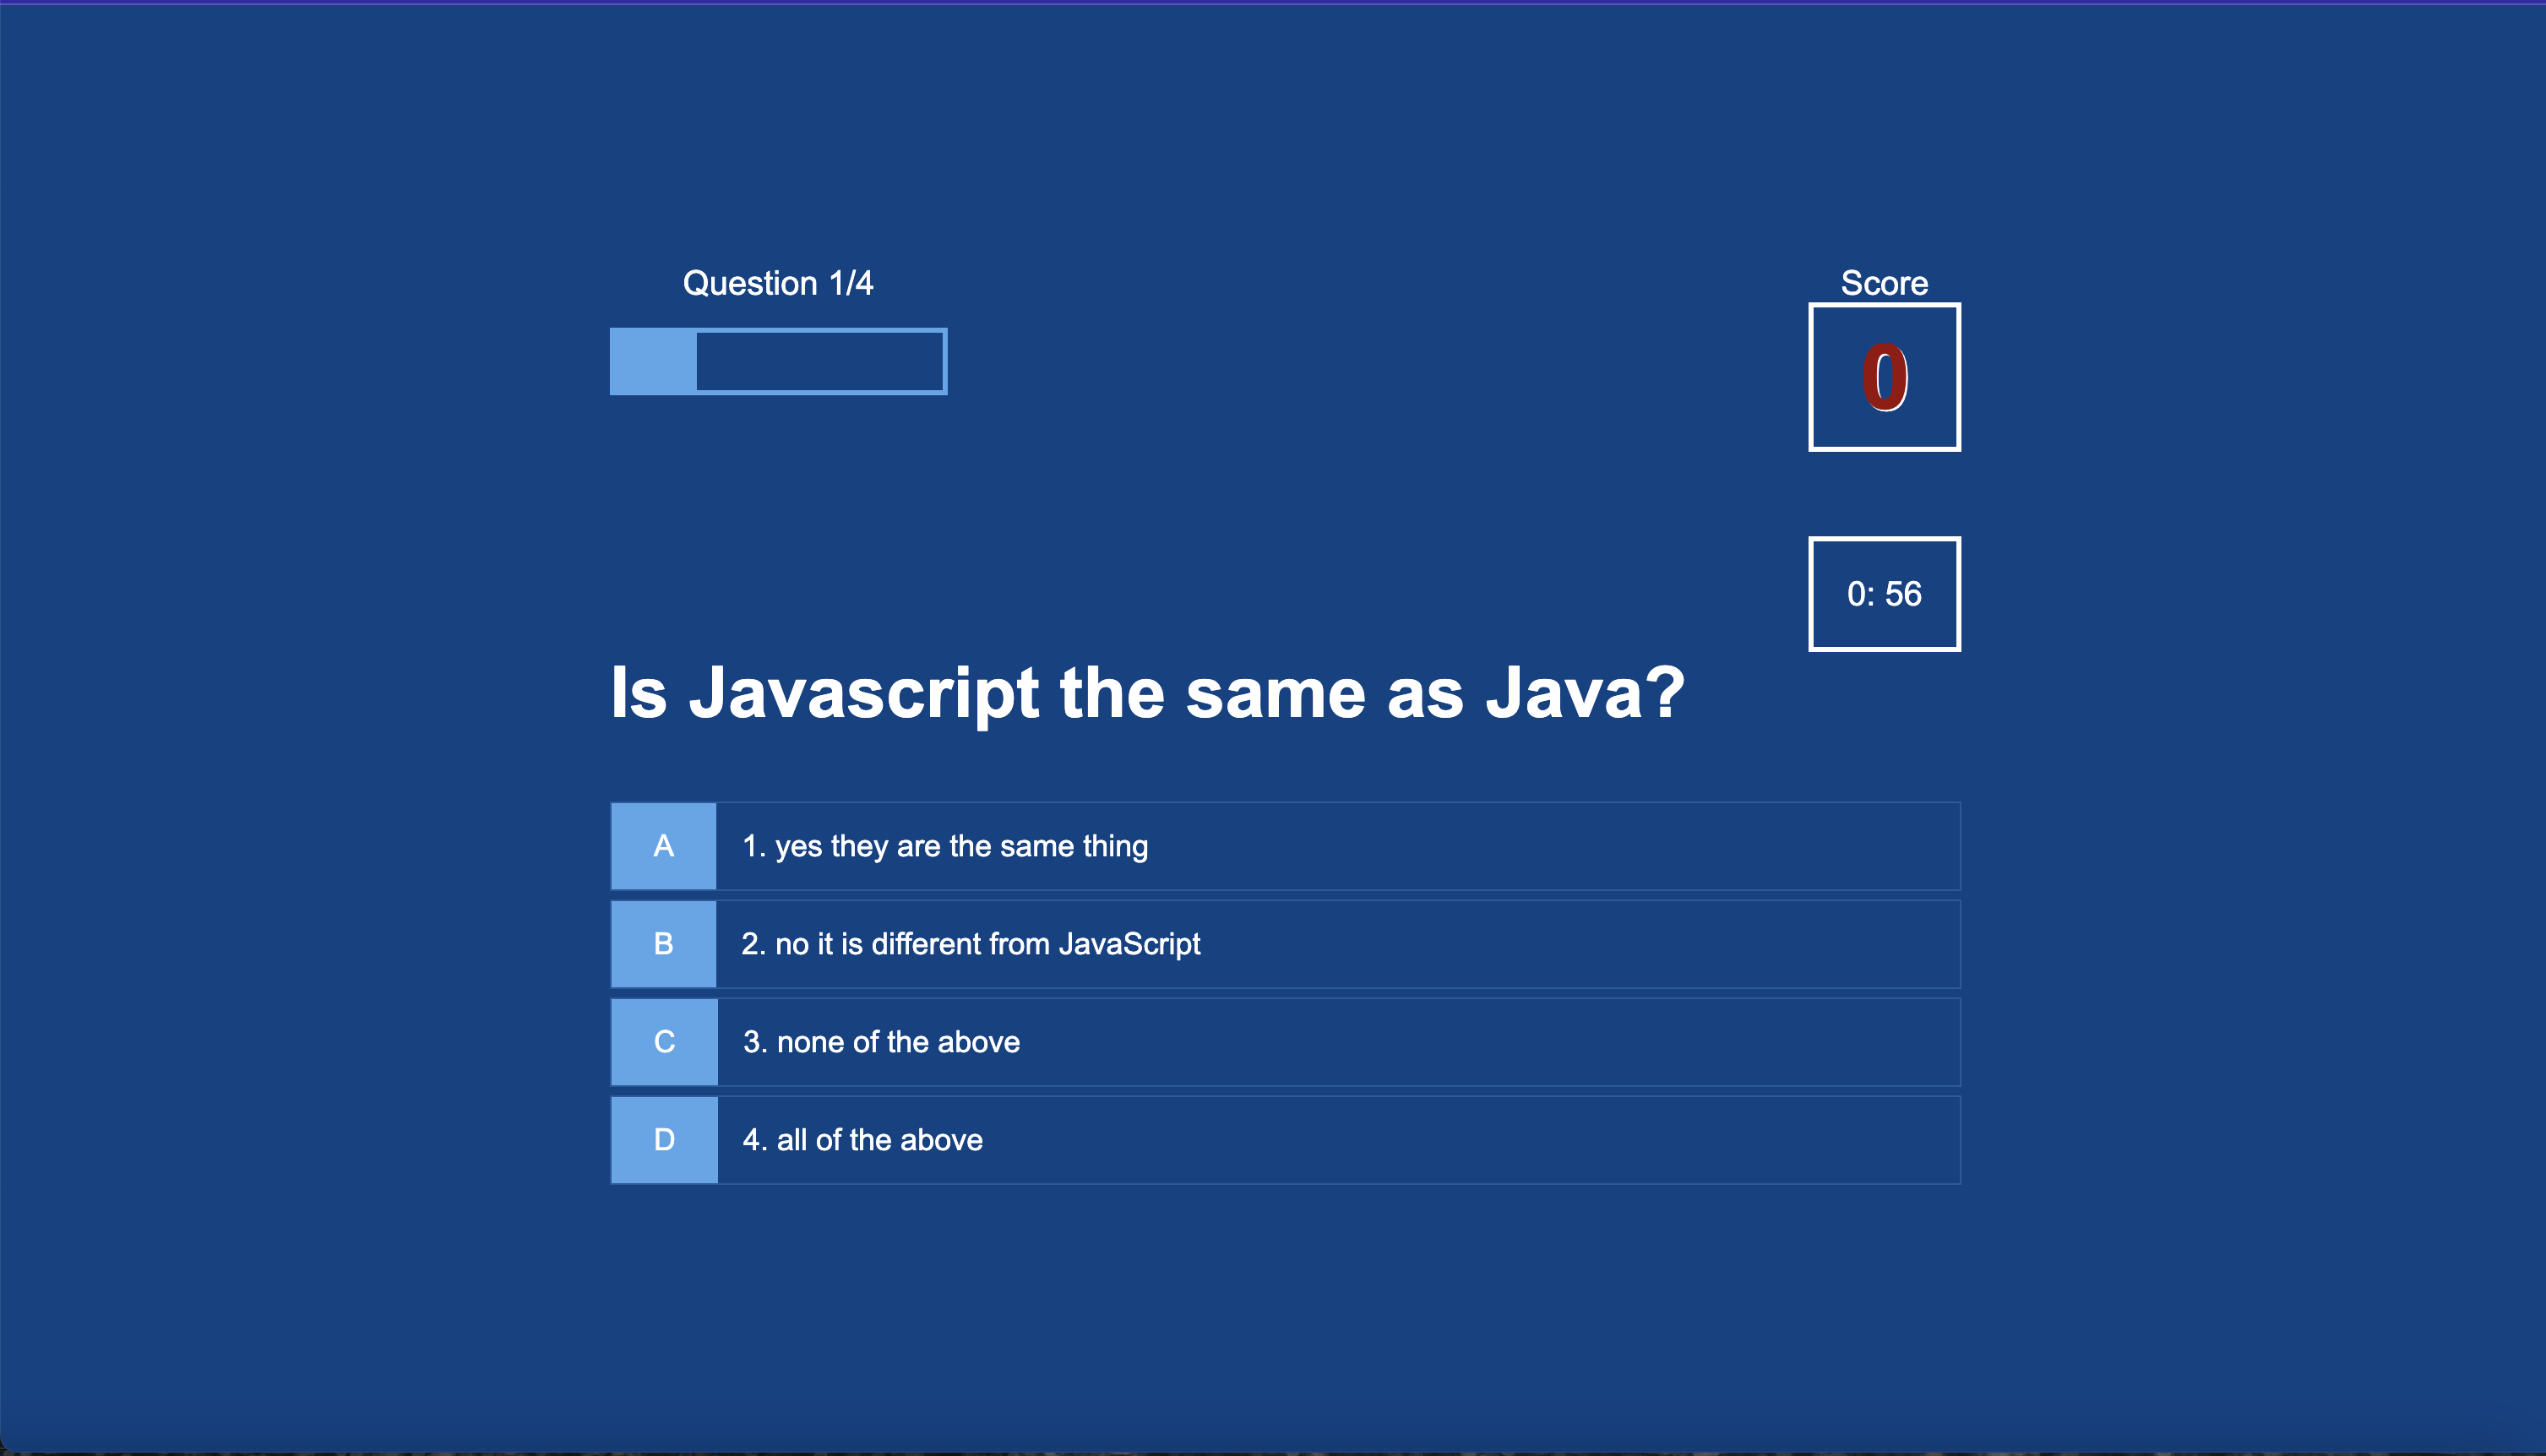 Question 1/4
Score
0
0: 56
Is Javascript the same as Java?
A 1. yes they are the same thing
B 2. no it is different from JavaScript
C 3. none of the above
D 4. all of the above